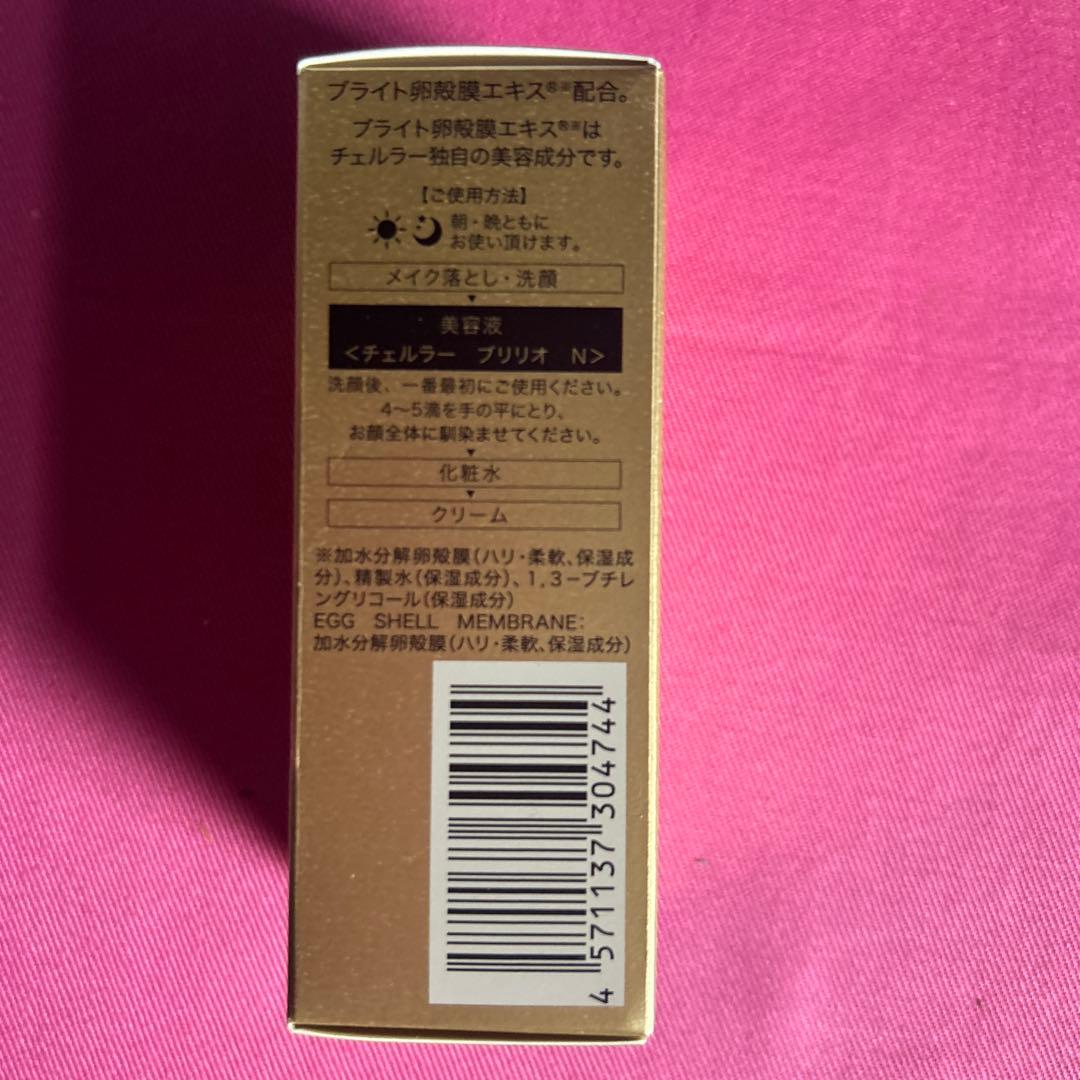 ブライト卵殻膜エキス®※配合。
ブライト卵殻膜エキス®※は
チェルラー独自の美容成分です。
【ご使用方法】
朝・晩ともに
お使い頂けます。
メイク落とし・洗顔
美容液
<チェルラー ブリリオ N>
洗顔後、一番最初にご使用ください。
4〜5滴を手の平にとり、
お顔全体に馴染ませてください。
化粧水
クリーム
※加水分解卵殻膜(ハリ・柔軟、保湿成
分)、精製水(保湿成分)、1,3−ブチレ
ングリコール(保湿成分)
EGG SHELL MEMBRANE:
加水分解卵殻膜(ハリ・柔軟、保湿成分)
4 571137 304744